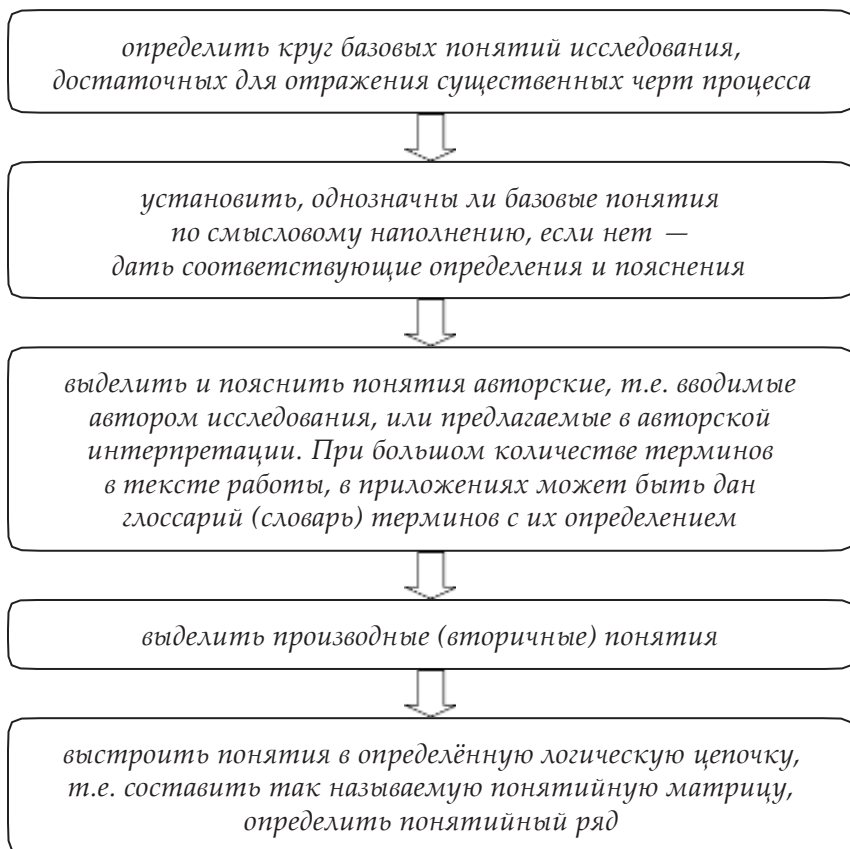 определить круг базовых понятий исследования,
достаточных для отражения существенных черт процесса
установить, однозначны ли базовые понятия
по смысловому наполнению, если нет —
дать соответствующие определения и пояснения
выделить и пояснить понятия авторские, т.е. вводимые
автором исследования, или предлагаемые в авторской
интерпретации. При большом количестве терминов
в тексте работы, в приложениях может быть дан
глоссарий (словарь) терминов с их определением
выделить производные (вторичные) понятия
выстроить понятия в определённую логическую цепочку,
т.е. составить так называемую понятийную матрицу,
определить понятийный ряд